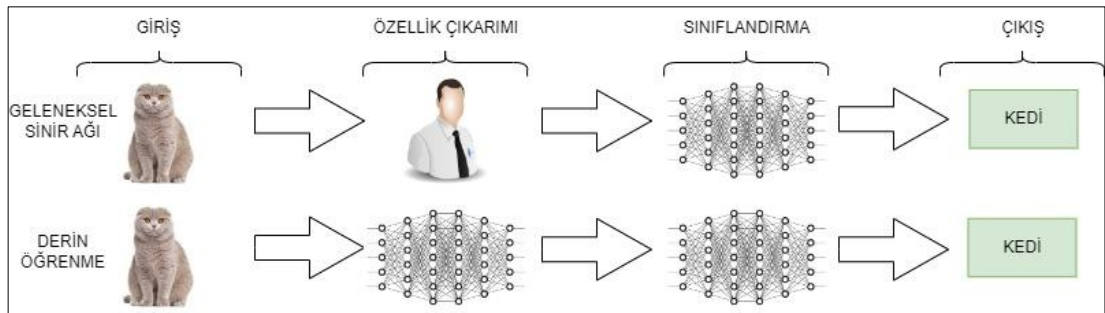 GİRİŞ
ÖZELLİK ÇIKARIMI
SINIFLANDIRMA
ÇIKIŞ
GELENEKSEL
SİNİR AĞI
KEDİ
DERİN
ÖĞRENME
KEDİ